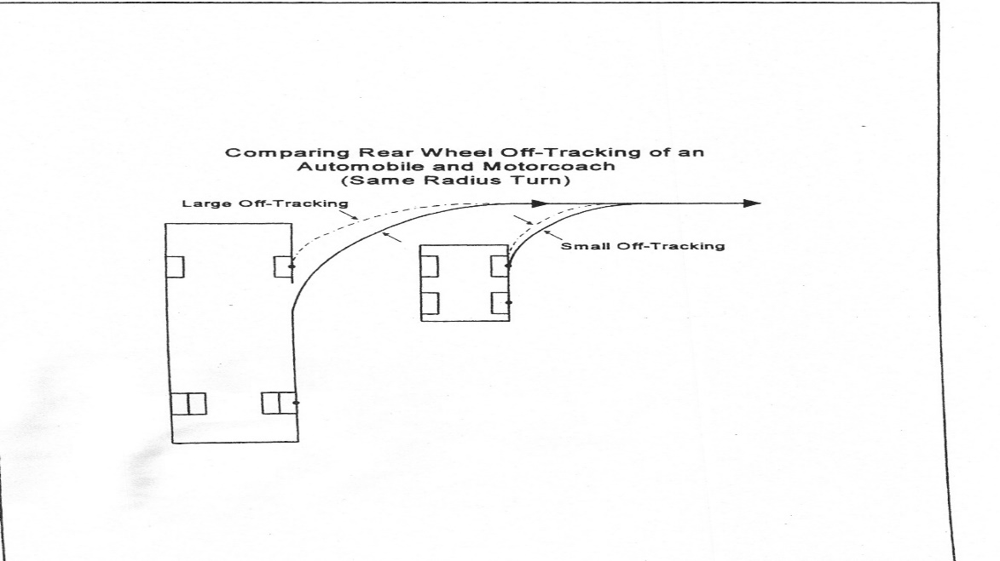 Comparing Rear Wheel Off-Tracking of an
Automobile and Motorcoach
(Same Radius Turn)
Large Off-Tracking
Small Off-Tracking